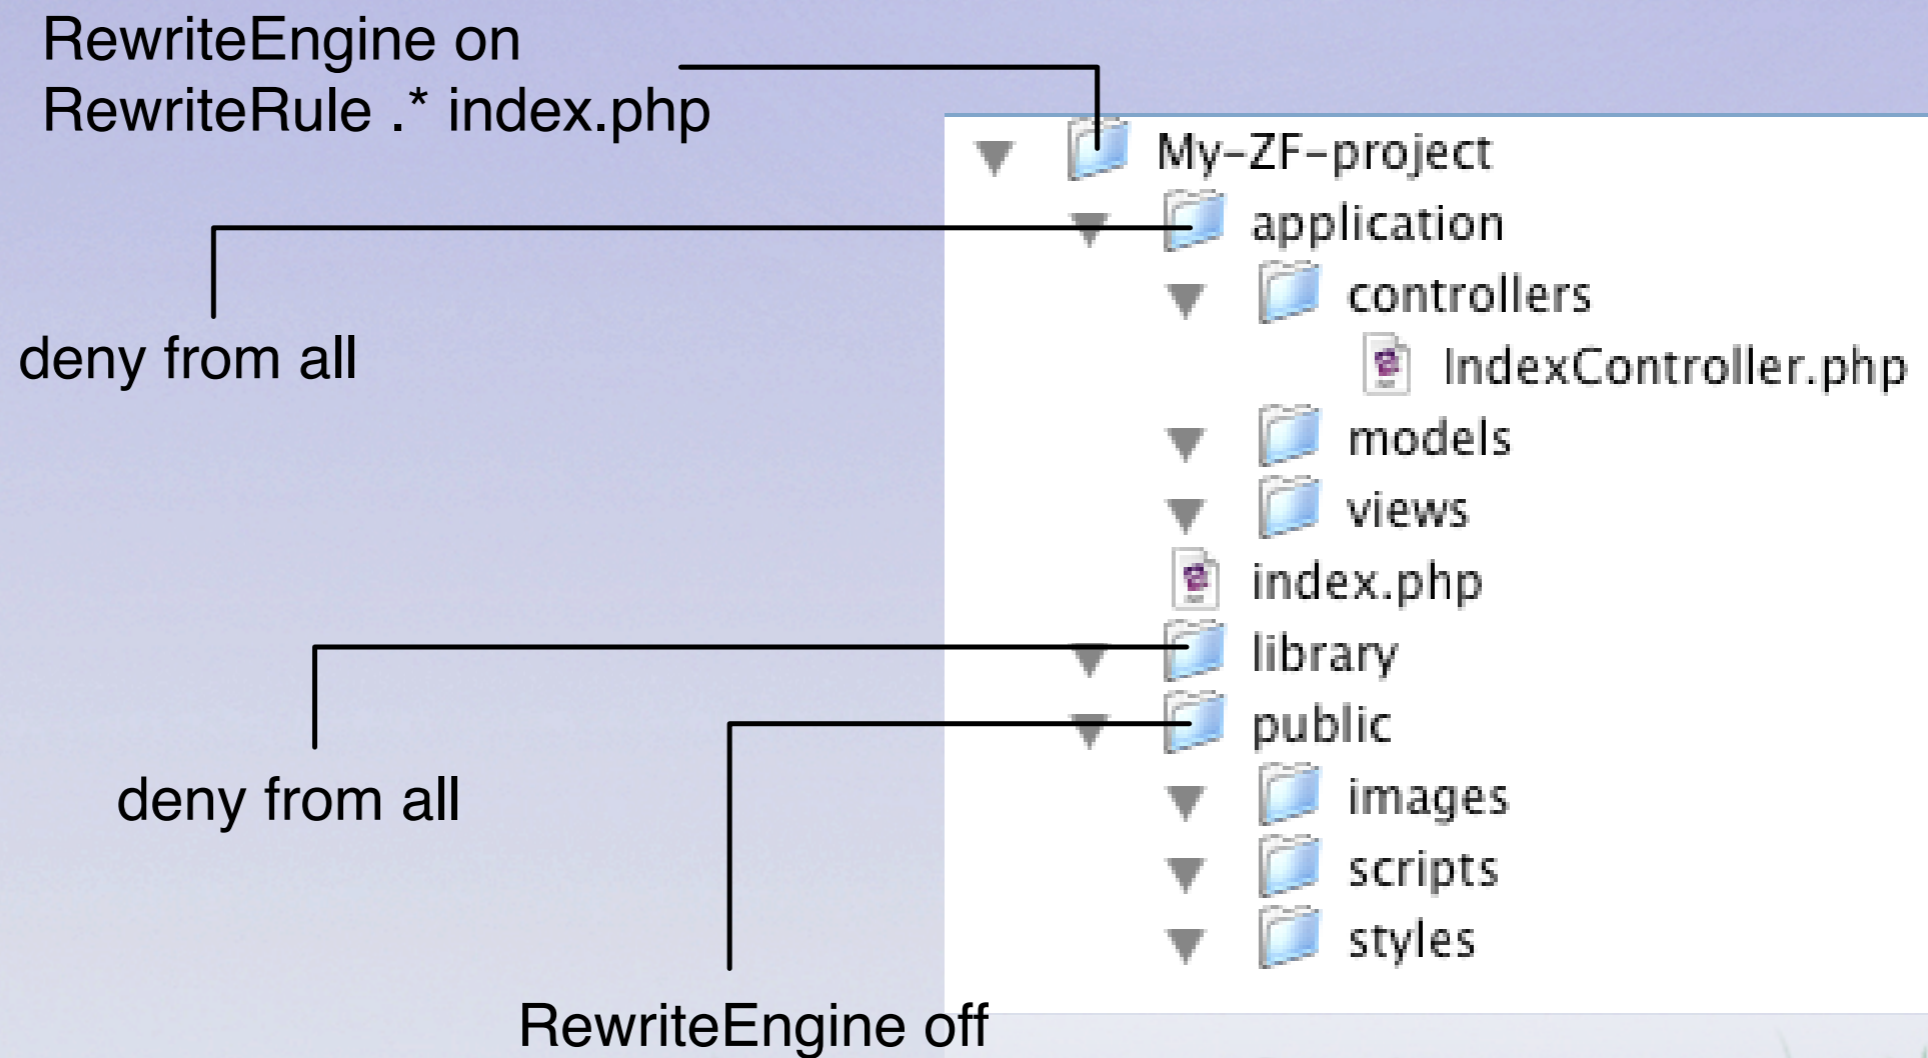 RewriteEngine on
RewriteRule .* index.php
My-ZF-project
application
controllers
deny from all
IndexController.php
models
views
index.php
library
public
deny from all
images
scripts
styles
RewriteEngine off